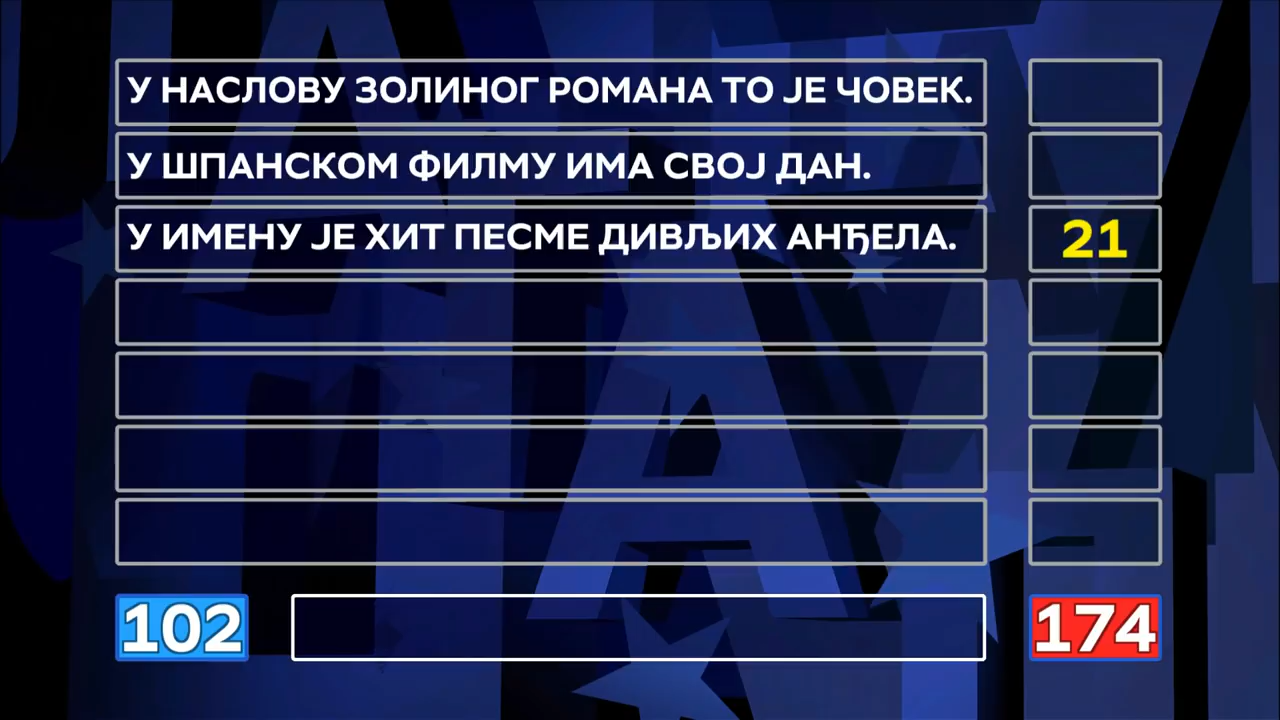 У НАСЛОВУ ЗОЛИНОГ РОМАНА ТО ЈЕ ЧОВЕК.
У ШПАНСКОМ ФИЛМУ ИМА СВОЈ ДАН.
У ИМЕНУ ЈЕ ХИТ ПЕСМЕ ДИВЉИХ АНЂЕЛА.
21
102
174